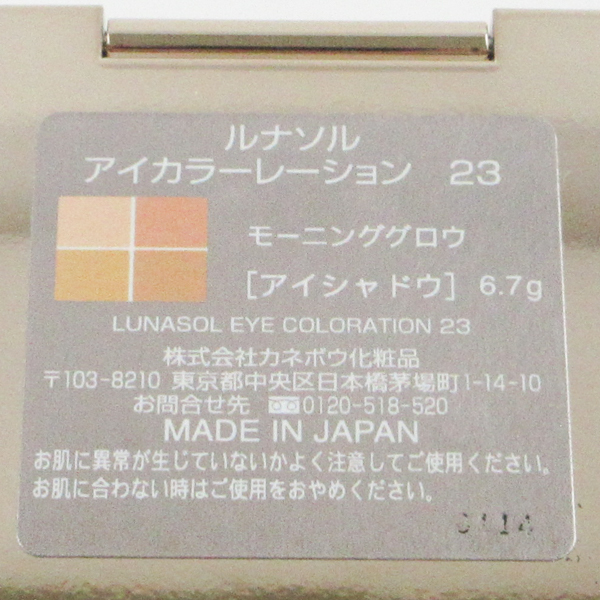 ルナソル
アイカラーレーション 23
モーニンググロウ
[アイシャドウ] 6.7g
LUNASOL EYE COLORATION 23
株式会社カネボウ化粧品
〒103-8210 東京都中央区日本橋茅場町1-14-10
お問合せ先 0120-518-520
MADE IN JAPAN
お肌に異常が生じていないかよく注意してご使用ください。
お肌に合わない時はご使用をおやめください。